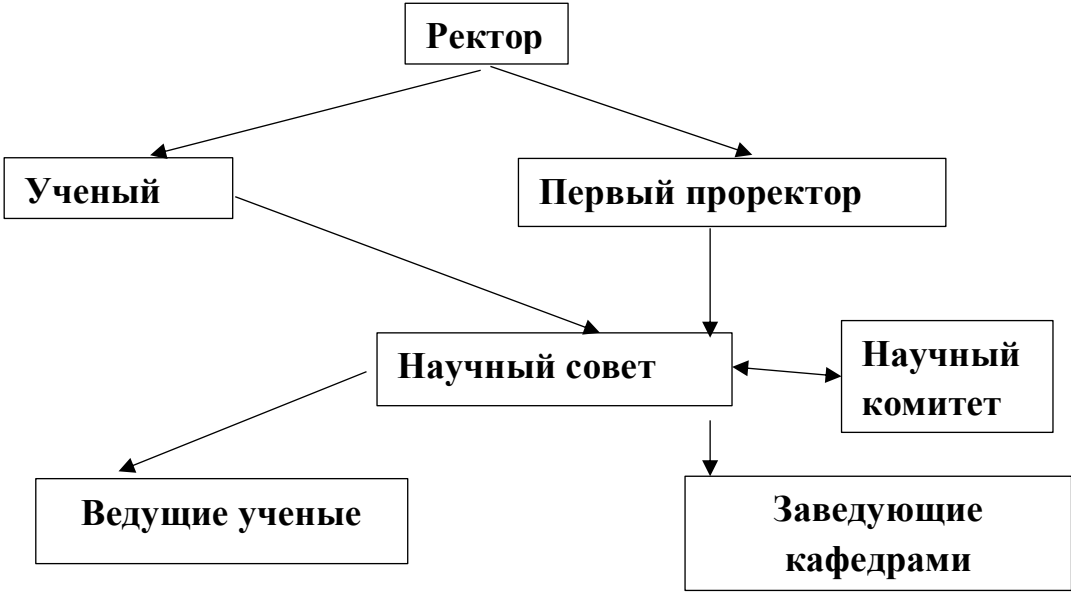 Ректор
Ученый
Первый проректор
Научный совет
Научный
комитет
Ведущие ученые
Заведующие
кафедрами